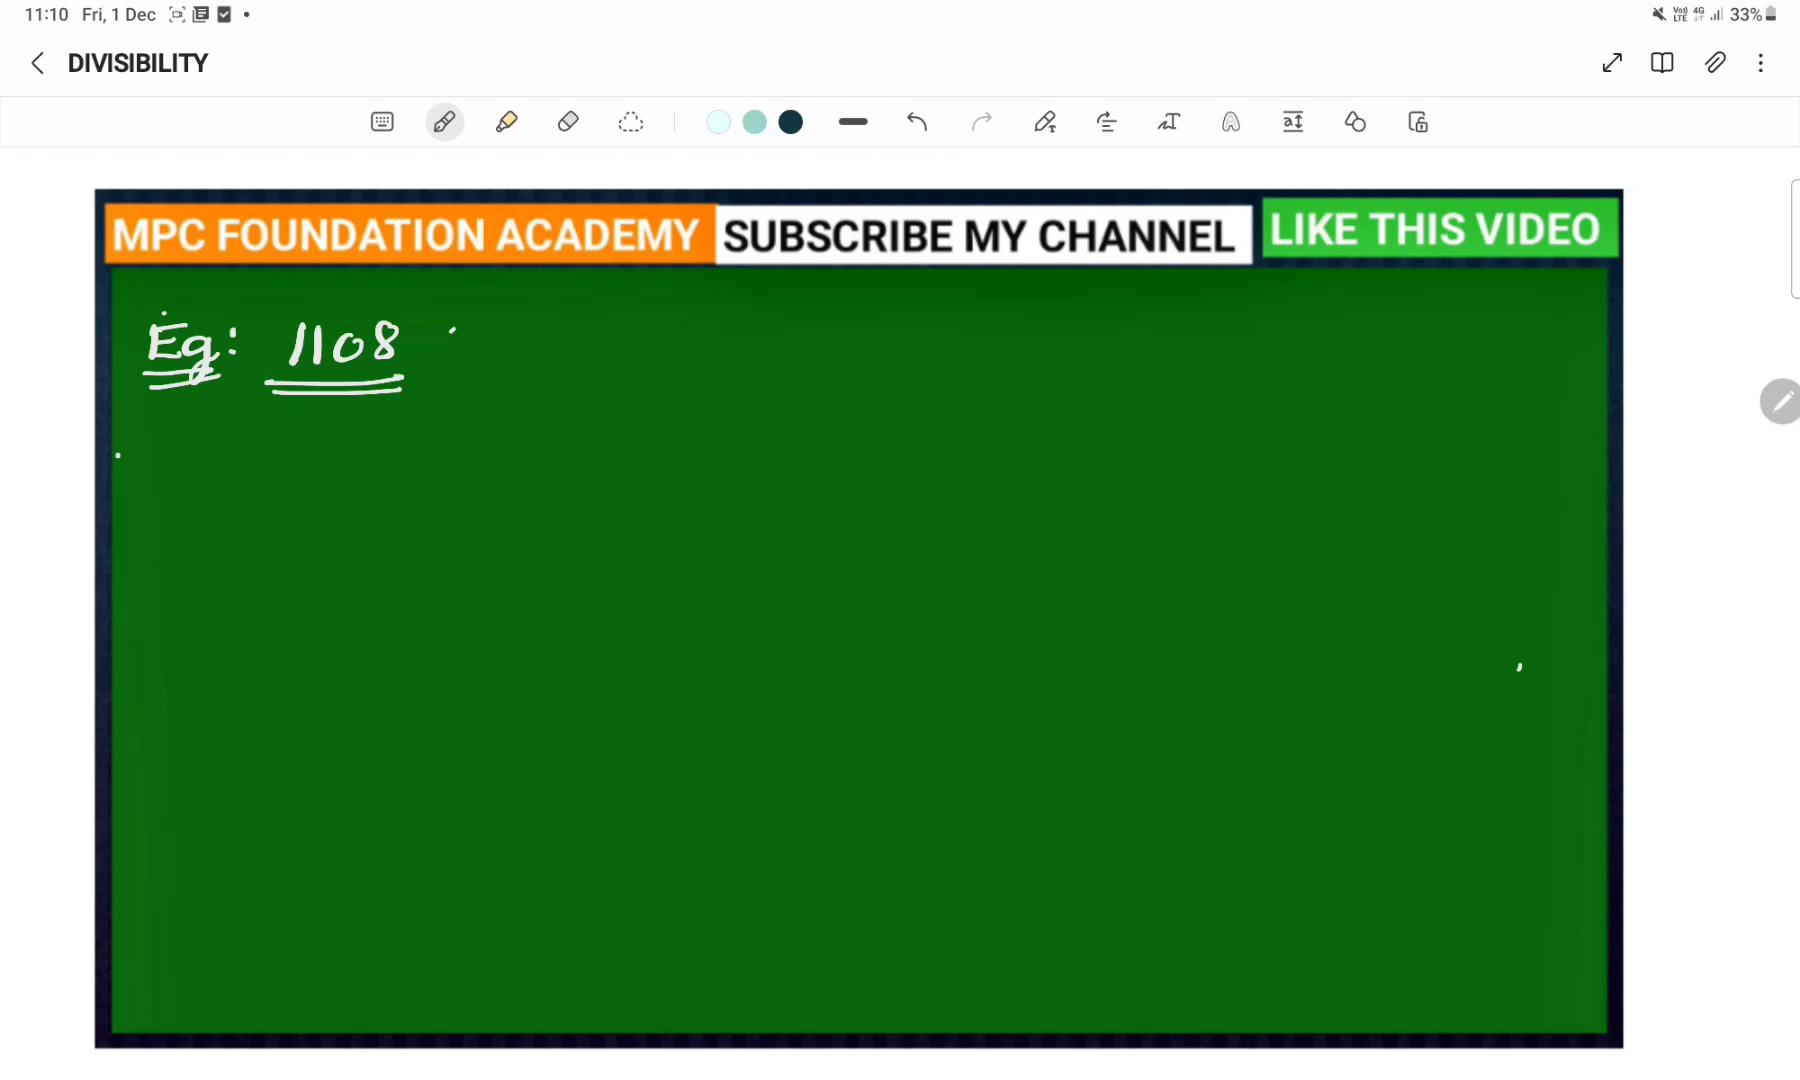 11:10 Fri, 1 Dec 33%
DIVISIBILITY
MPC FOUNDATION ACADEMY SUBSCRIBE MY CHANNEL LIKE THIS VIDEO
Eg: 1108